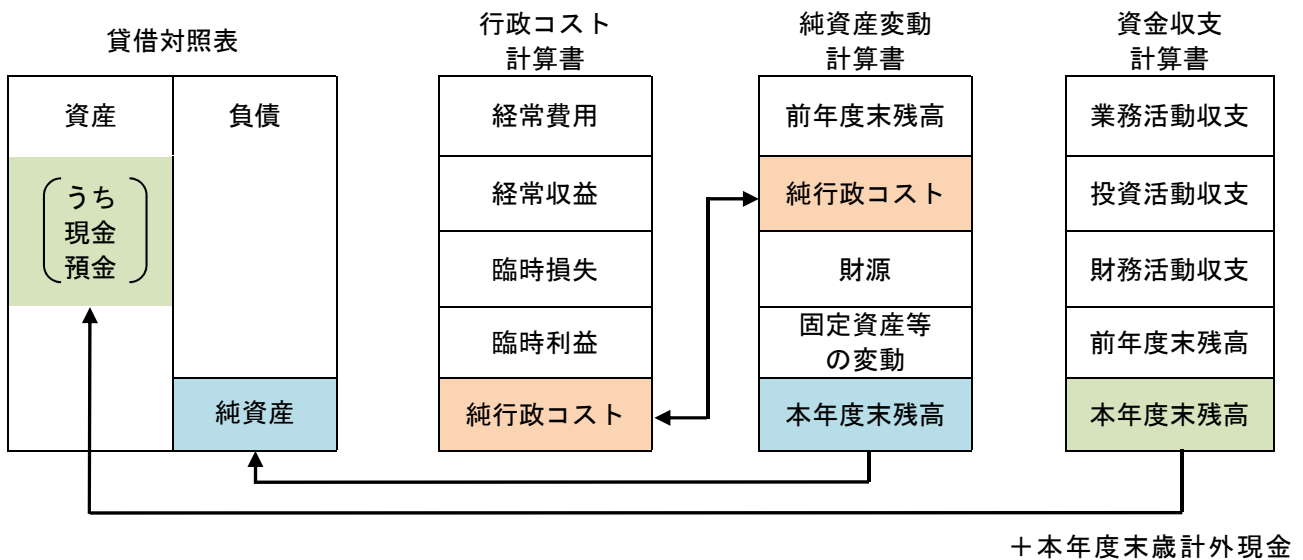 貸借対照表
資産
負債
うち
現金
預金
純資産
行政コスト
計算書
経常費用
経常収益
臨時損失
臨時利益
純行政コスト
純資産変動
計算書
前年度末残高
純行政コスト
財源
固定資産等
の変動
本年度末残高
資金収支
計算書
業務活動収支
投資活動収支
財務活動収支
前年度末残高
本年度末残高
＋本年度末歳計外現金